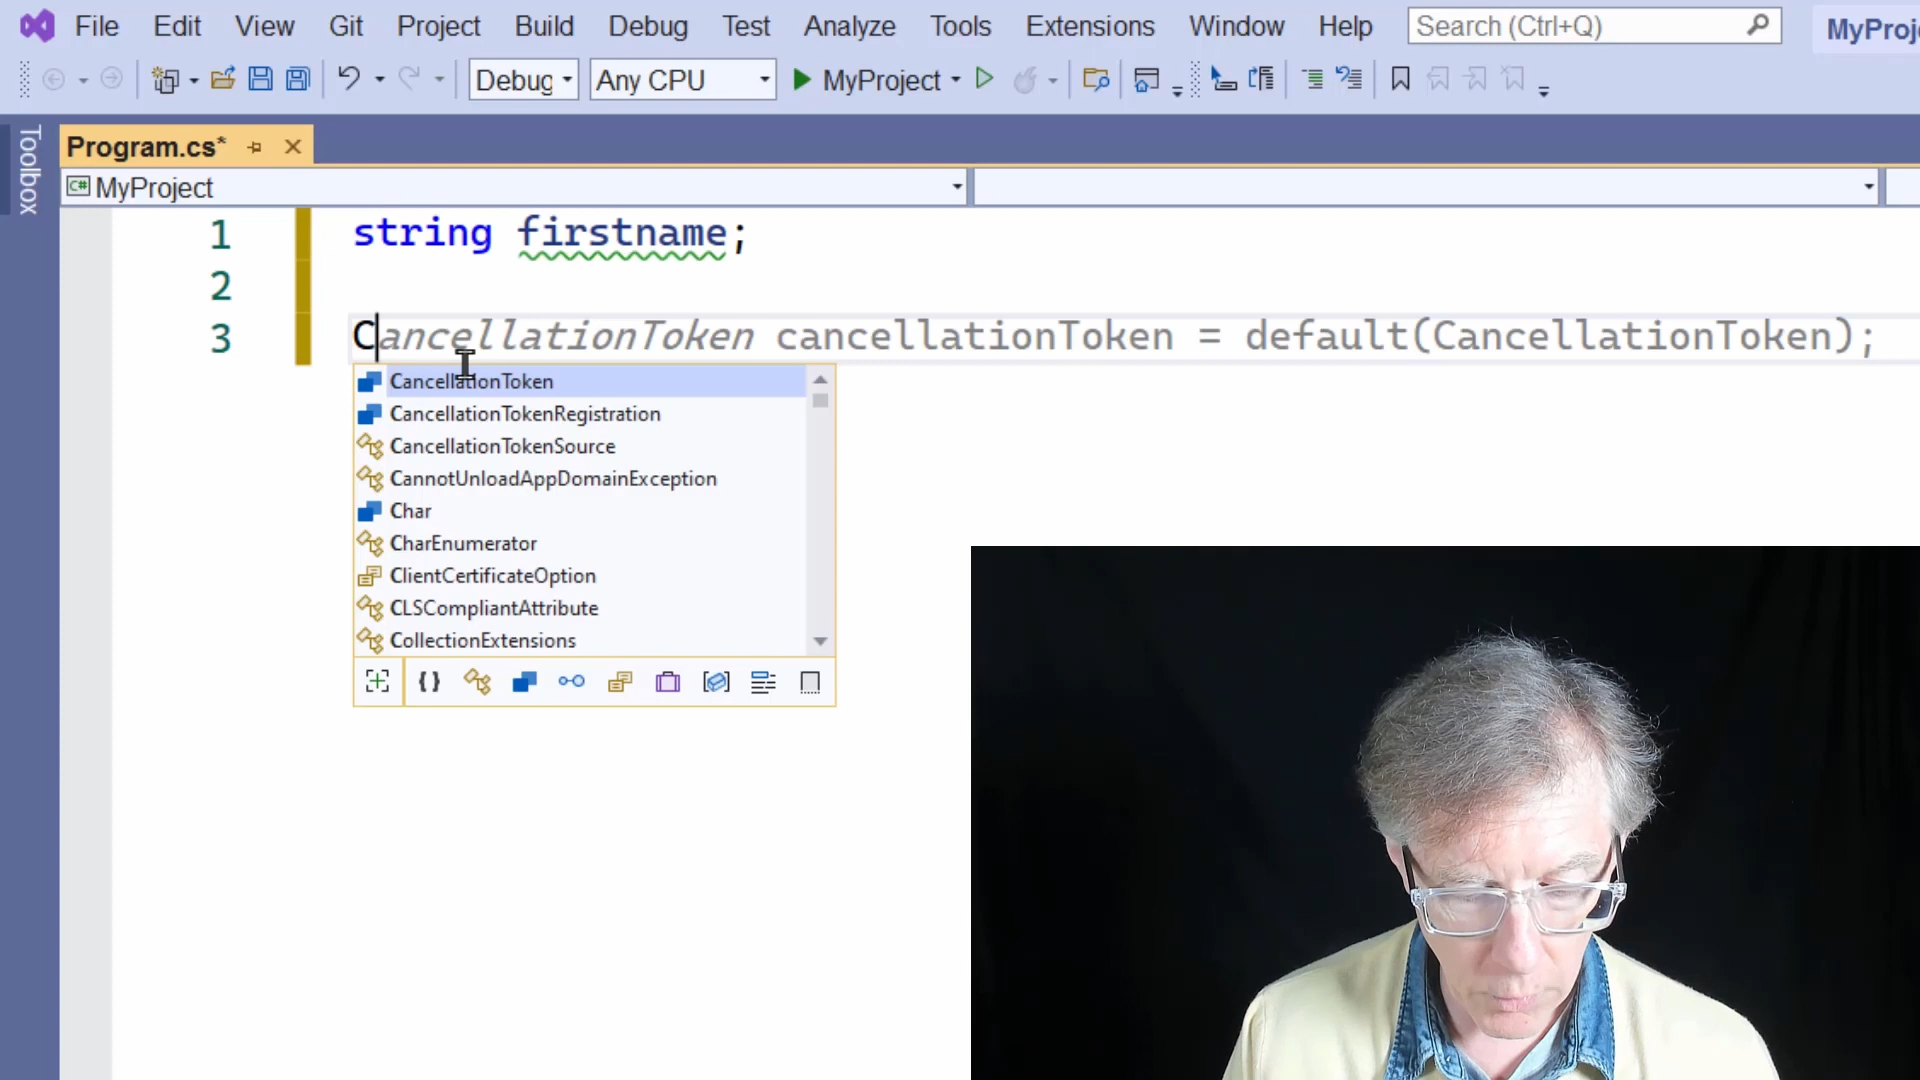 File Edit View Git Project Build Debug Test Analyze Tools Extensions Window Help Search (Ctrl+Q)
Debug Any CPU MyProject
Toolbox
Program.cs*
C# MyProject
1 string firstname;
2
3 CancellationToken cancellationToken = default(CancellationToken);
CancellationToken
CancellationTokenRegistration
CancellationTokenSource
CannotUnloadAppDomainException
Char
CharEnumerator
ClientCertificateOption
CLSCompliantAttribute
CollectionExtensions